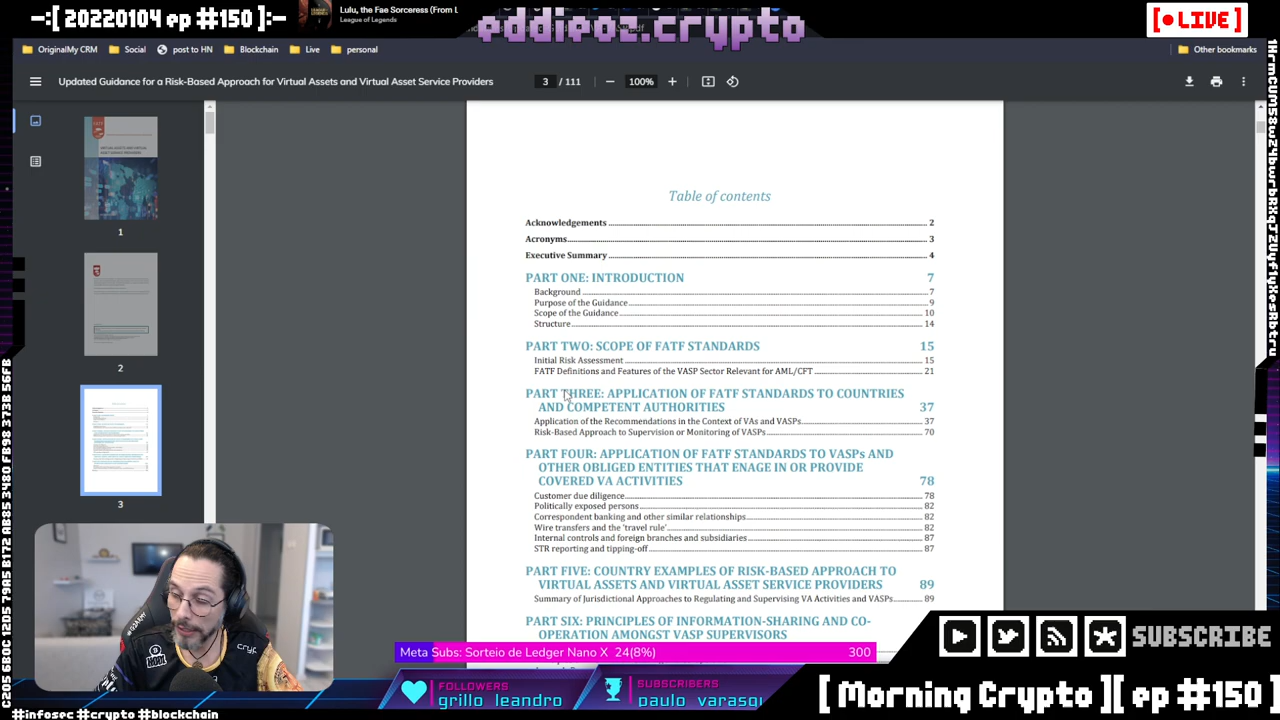 -:[ 20220104 ep #150 ]:-
Lulu, the Fae Sorceress (From L
League of Legends
eddieoz.crypto
[● LIVE]
OriginalMy CRM
Social
post to HN
Blockchain
Live
personal
Other bookmarks
Updated Guidance for a Risk-Based Approach for Virtual Assets and Virtual Asset Service Providers
3 / 111
100%
1
2
3
Table of contents
Acknowledgements 2
Acronyms 3
Executive Summary 4
PART ONE: INTRODUCTION 7
Background 7
Purpose of the Guidance 9
Scope of the Guidance 10
Structure 14
PART TWO: SCOPE OF FATF STANDARDS 15
Initial Risk Assessment 15
FATF Definitions and Features of the VASP Sector Relevant for AML/CFT 21
PART THREE: APPLICATION OF FATF STANDARDS TO COUNTRIES
AND COMPETENT AUTHORITIES 37
Application of the Recommendations in the Context of VAs and VASPs 37
Risk-Based Approach to Supervision or Monitoring of VASPs 70
PART FOUR: APPLICATION OF FATF STANDARDS TO VASPs AND
OTHER OBLIGED ENTITIES THAT ENAGE IN OR PROVIDE
COVERED VA ACTIVITIES 78
Customer due diligence 78
Politically exposed persons 82
Correspondent banking and other similar relationships 82
Wire transfers and the 'travel rule' 82
Internal controls and foreign branches and subsidiaries 87
STR reporting and tipping-off 87
PART FIVE: COUNTRY EXAMPLES OF RISK-BASED APPROACH TO
VIRTUAL ASSETS AND VIRTUAL ASSET SERVICE PROVIDERS 89
Summary of Jurisdictional Approaches to Regulating and Supervising VA Activities and VASPs 89
PART SIX: PRINCIPLES OF INFORMATION-SHARING AND CO-
OPERATION AMONGST VASP SUPERVISORS
Meta Subs: Sorteio de Ledger Nano X 24(8%) 300
SUBSCRIBE
FOLLOWERS
grillo leandro
SUBSCRIBERS
paulo varasqu
[ Morning Crypto ][ ep #150 ]
#infosec #crypto #blockchain